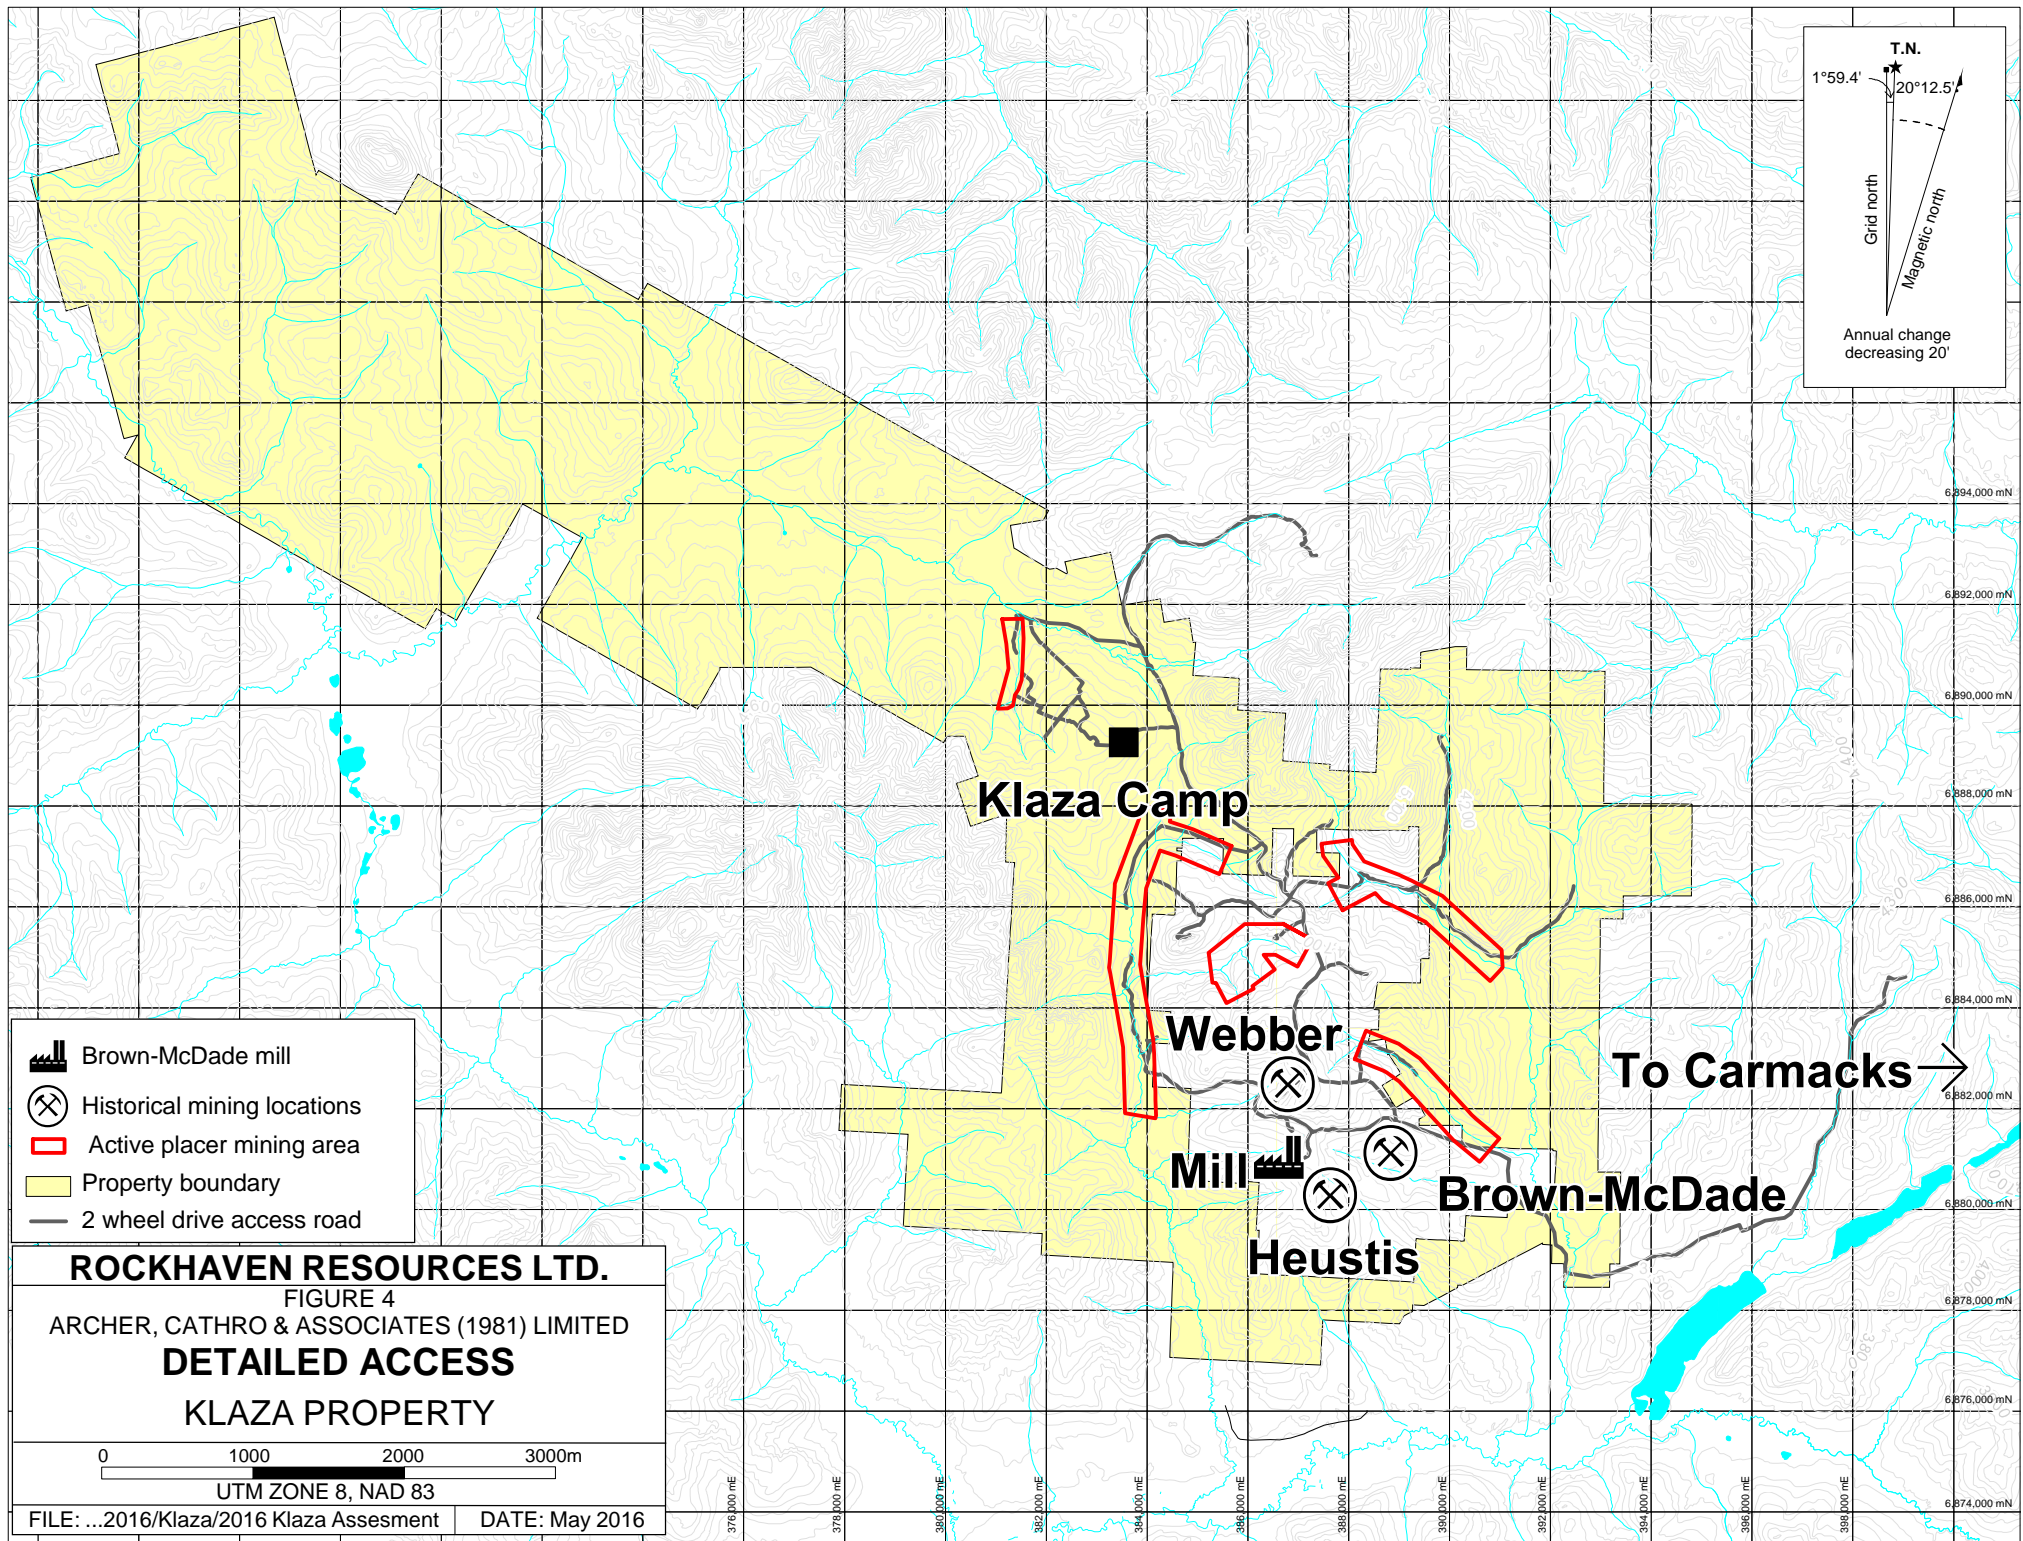 T.N.
1°59.4'
20°12.5'
Grid north
Magnetic north
Annual change
decreasing 20'
6,894,000 mN
6,892,000 mN
6,890,000 mN
6,888,000 mN
6,886,000 mN
6,884,000 mN
6,882,000 mN
6,880,000 mN
6,878,000 mN
6,876,000 mN
6,874,000 mN
Klaza Camp
Webber
To Carmacks
Mill
Brown-McDade
Heustis
Brown-McDade mill
Historical mining locations
Active placer mining area
Property boundary
2 wheel drive access road
ROCKHAVEN RESOURCES LTD.
FIGURE 4
ARCHER, CATHRO & ASSOCIATES (1981) LIMITED
DETAILED ACCESS
KLAZA PROPERTY
0 1000 2000 3000m
UTM ZONE 8, NAD 83
FILE: ...2016/Klaza/2016 Klaza Assesment
DATE: May 2016
376,000 mE
378,000 mE
380,000 mE
382,000 mE
384,000 mE
386,000 mE
388,000 mE
390,000 mE
392,000 mE
394,000 mE
396,000 mE
398,000 mE